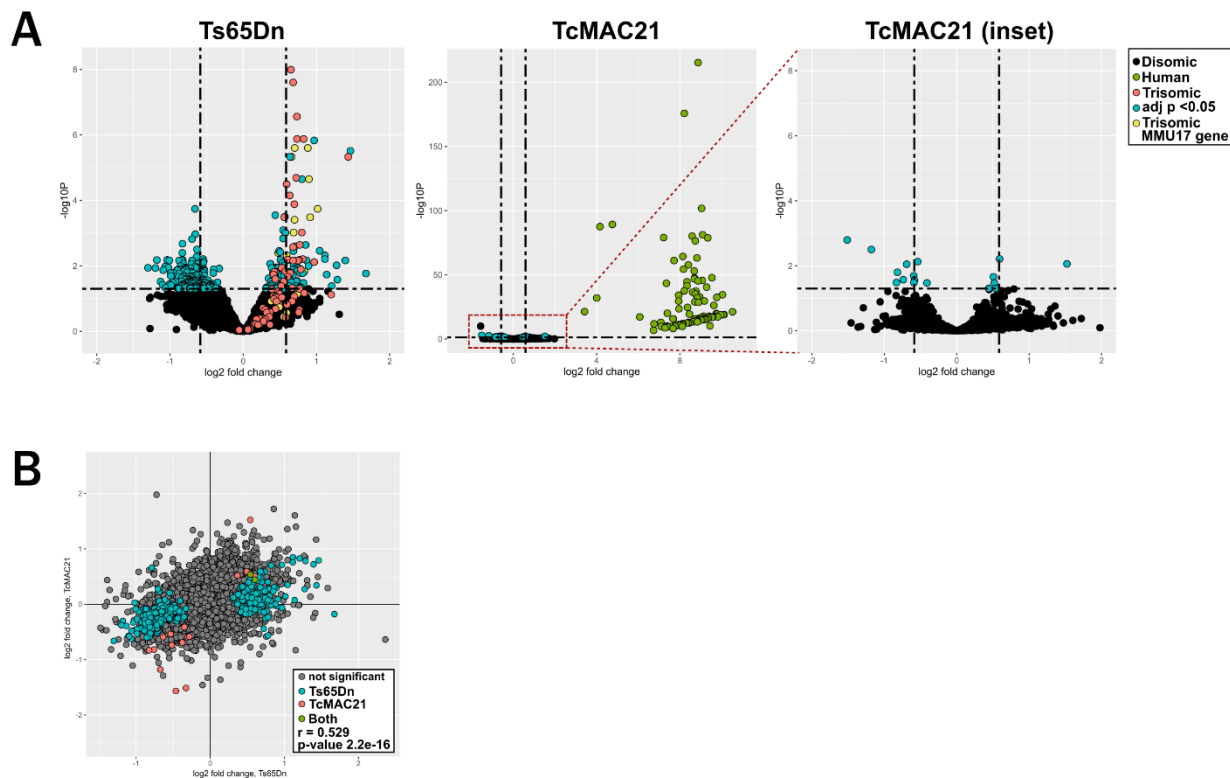 A
Ts65Dn
TcMAC21
TcMAC21 (inset)
8
6
4
2
0
-log10P
-2
-1
0
1
2
log2 fold change
200
150
100
50
0
-log10P
0
4
8
log2 fold change
8
6
4
2
0
-log10P
-2
-1
0
1
2
log2 fold change
Disomic
Human
Trisomic
adj p <0.05
Trisomic
MMU17 gene
B
2
1
0
-1
-2
log2 fold change, TcMAC21
-1
0
1
2
log2 fold change, Ts65Dn
not significant
Ts65Dn
TcMAC21
Both
r = 0.529
p-value 2.2e-16